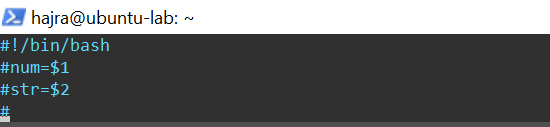 hajra@ubuntu-lab: ~
#!/bin/bash
#num=$1
#str=$2
#